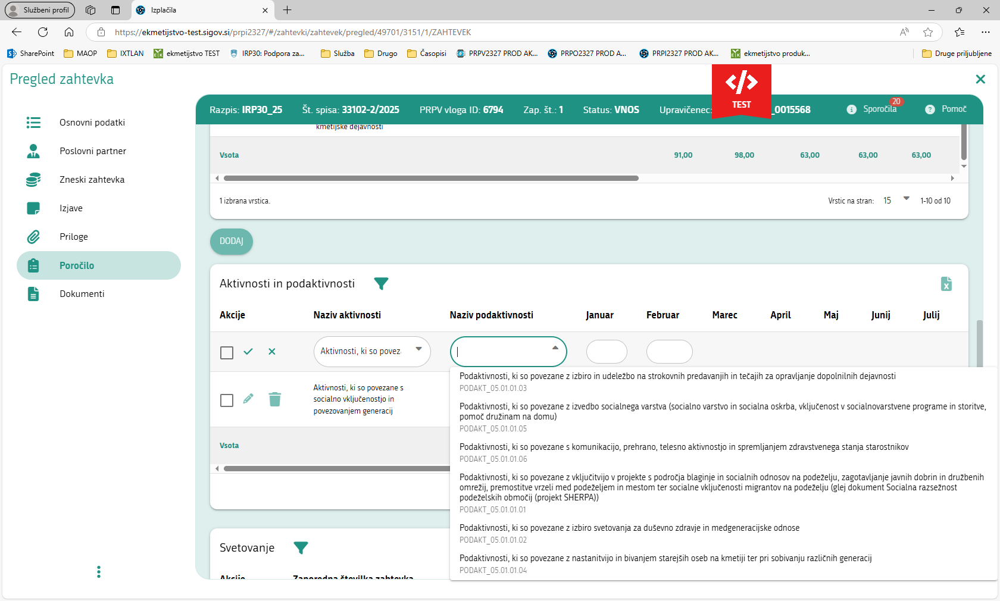 Službeni profil
Izplačila
https://ekmetijstvo-test.sigov.si/prpi2327/#/zahtevki/zahtevek/pregled/49701/3151/1/ZAHTEVEK
SharePoint
MAOP
IXTLAN
ekmetijstvo TEST
IRP30: Podpora za...
Služba
Drugo
Časopisi
PRPV2327 PROD AK...
PRPO2327 PROD A...
PRPI2327 PROD AK...
ekmetijstvo produk...
Druge priljubljene
Pregled zahtevka
</>
TEST
Osnovni podatki
Poslovni partner
Zneski zahtevka
Izjave
Priloge
Poročilo
Dokumenti
Razpis: IRP30_25
Št. spisa: 33102-2/2025
PRPV vloga ID: 6794
Zap. št.: 1
Status: VNOS
Upravičenec: _0015568
Sporočila
20
Pomoč
kmetijske dejavnosti
Vsota 91,00 98,00 63,00 63,00 63,00
1 izbrana vrstica.
Vrstic na stran: 15 1-10 od 10
DODAJ
Aktivnosti in podaktivnosti
Akcije Naziv aktivnosti Naziv podaktivnosti Januar Februar Marec April Maj Junij Julij
Aktivnosti, ki so povez
Aktivnosti, ki so povezane s
socialno vključenostjo in
povezovanjem generacij
Vsota
Podaktivnosti, ki so povezane z izbiro in udeležbo na strokovnih predavanjih in tečajih za opravljanje dopolnilnih dejavnosti
PODAKT_05.01.01.03
Podaktivnosti, ki so povezane z izvedbo socialnega varstva (socialno varstvo in socialna oskrba, vključenost v socialnovarstvene programe in storitve,
pomoč družinam na domu)
PODAKT_05.01.01.05
Podaktivnosti, ki so povezane s komunikacijo, prehrano, telesno aktivnostjo in spremljanjem zdravstvenega stanja starostnikov
PODAKT_05.01.01.06
Podaktivnosti, ki so povezane z vključitvijo v projekte s področja blaginje in socialnih odnosov na podeželju, zagotavljanje javnih dobrin in družbenih
omrežij, premostitve vrzeli med podeželjem in mestom ter socialne vključenosti migrantov na podeželju (glej dokument Socialna razsežnost
podeželskih območij (projekt SHERPA))
PODAKT_05.01.01.01
Podaktivnosti, ki so povezane z izbiro svetovanja za duševno zdravje in medgeneracijske odnose
PODAKT_05.01.01.02
Podaktivnosti, ki so povezane z nastanitvijo in bivanjem starejših oseb na kmetiji ter pri sobivanju različnih generacij
PODAKT_05.01.01.04
Svetovanje
Akcije Zaporedna številka zahtevka